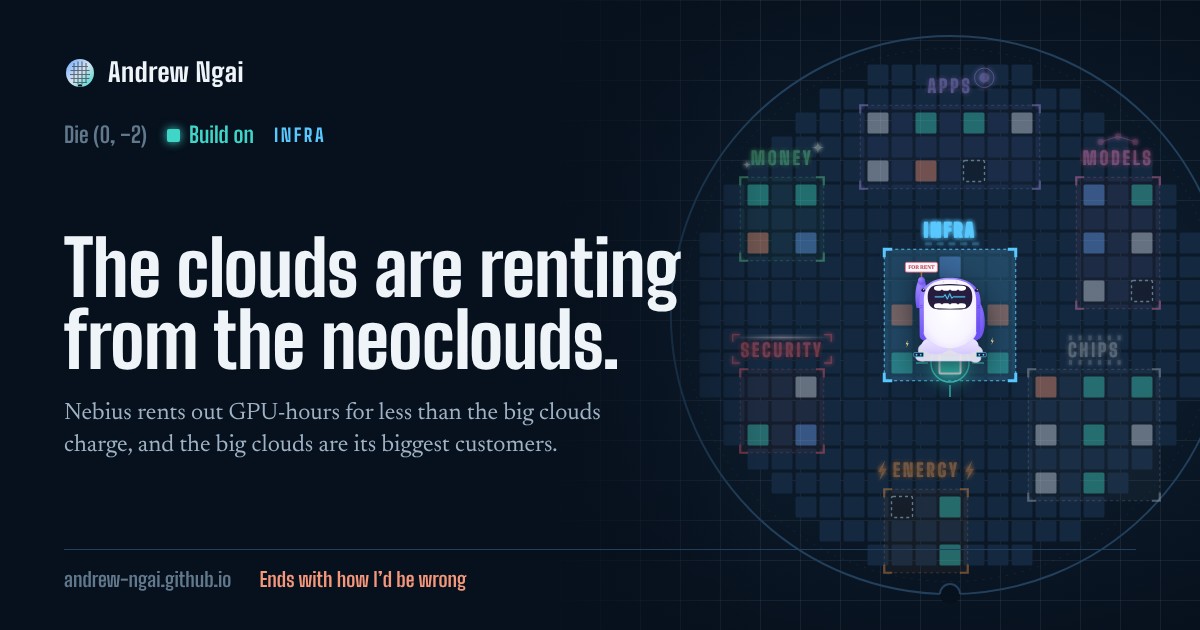 Andrew Ngai
Die (0, −2) Build on INFRA
The clouds are renting
from the neoclouds.
Nebius rents out GPU-hours for less than the big clouds
charge, and the big clouds are its biggest customers.
andrew-ngai.github.io Ends with how I’d be wrong
APPS
MONEY
MODELS
INFRA
FOR RENT
SECURITY
CHIPS
ENERGY